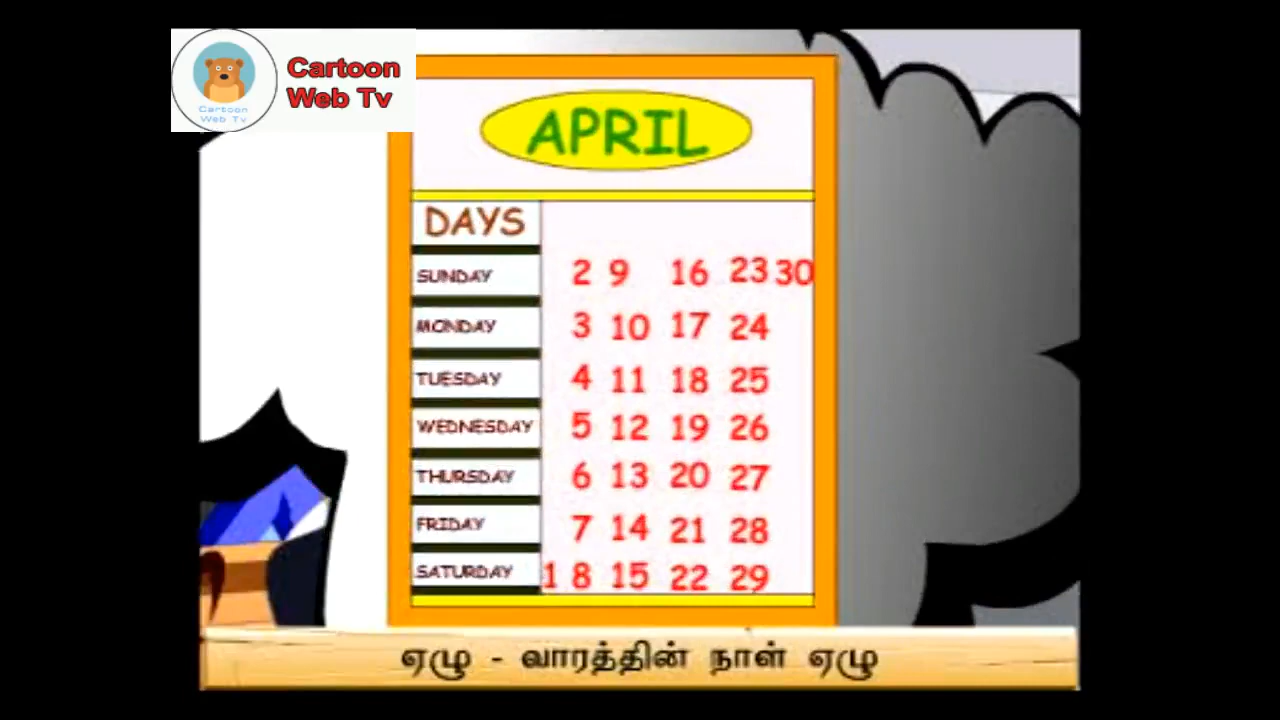 Cartoon
Web Tv
Cartoon
Web Tv
APRIL
DAYS
SUNDAY 2 9 16 23 30
MONDAY 3 10 17 24
TUESDAY 4 11 18 25
WEDNESDAY 5 12 19 26
THURSDAY 6 13 20 27
FRIDAY 7 14 21 28
SATURDAY 1 8 15 22 29
ஏழு - வாரத்தின் நாள் ஏழு